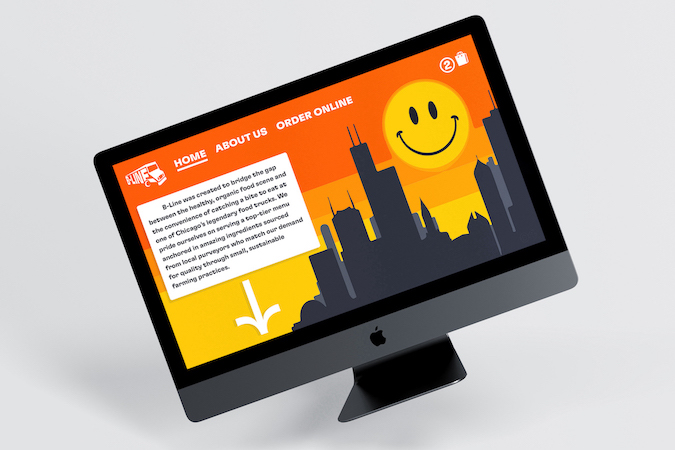 B-LINE
HOME ABOUT US ORDER ONLINE
2
B-Line was created to bridge the gap
between the healthy, organic food scene and
the convenience of catching a bite to eat at
one of Chicago's legendary food trucks. We
pride ourselves on serving a top-tier menu
anchored in amazing ingredients sourced
from local purveyors who match our demand
for quality through small, sustainable
farming practices.